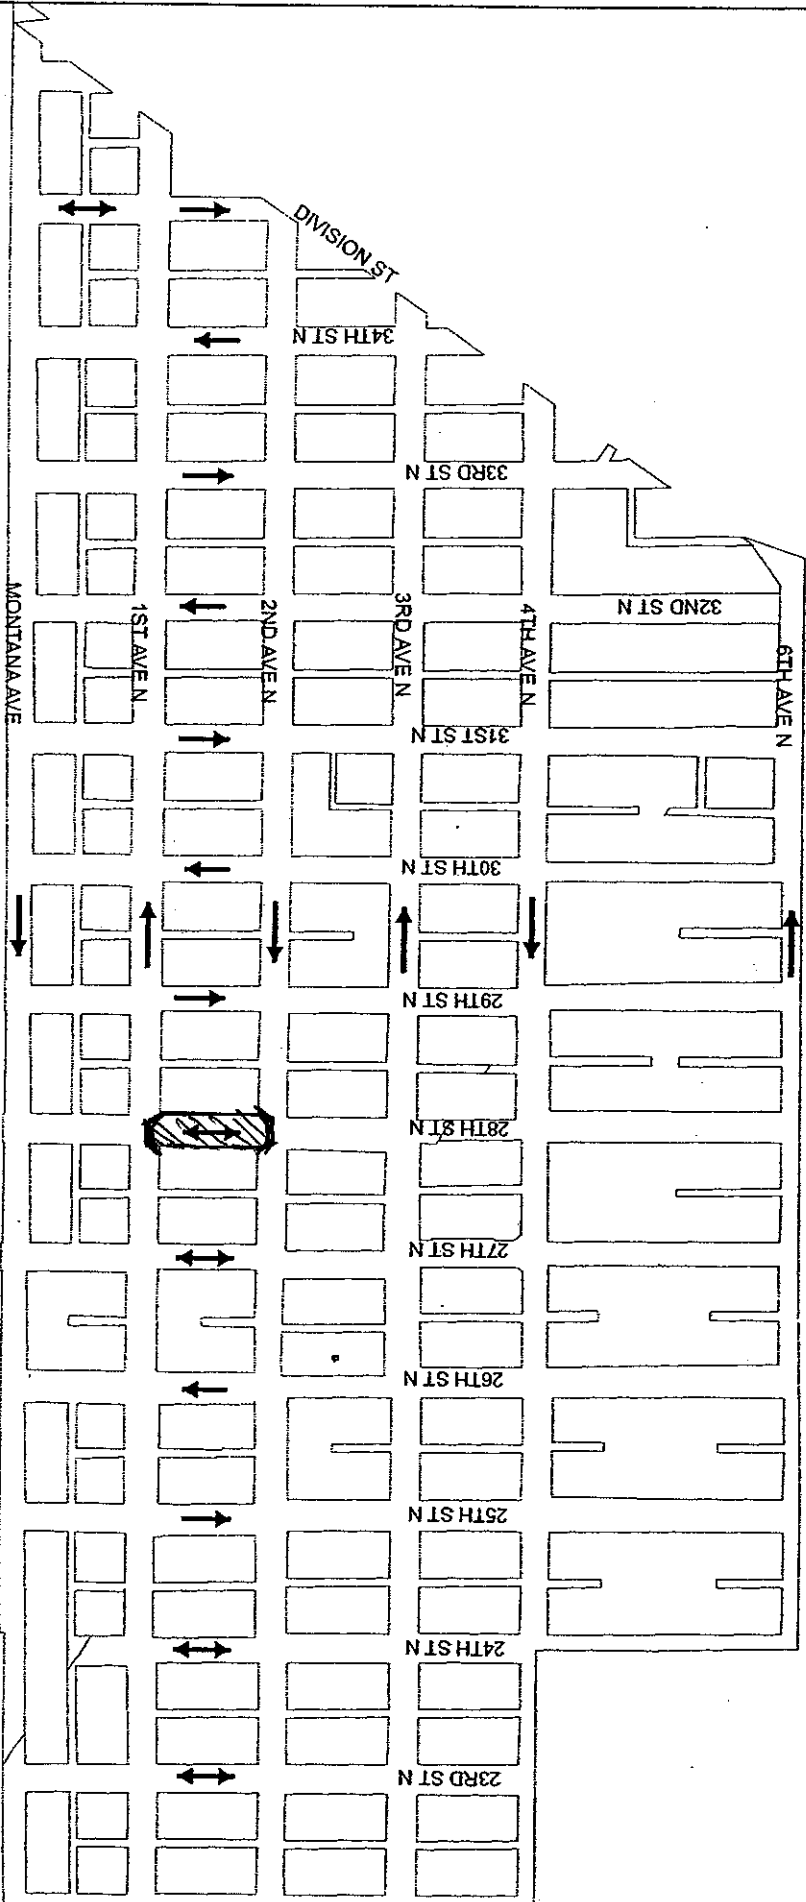 DIVISION ST
34TH ST N
33RD ST N
32ND ST N
MONTANA AVE
1ST AVE N
2ND AVE N
3RD AVE N
4TH AVE N
6TH AVE N
31ST ST N
30TH ST N
29TH ST N
28TH ST N
27TH ST N
26TH ST N
25TH ST N
24TH ST N
23RD ST N